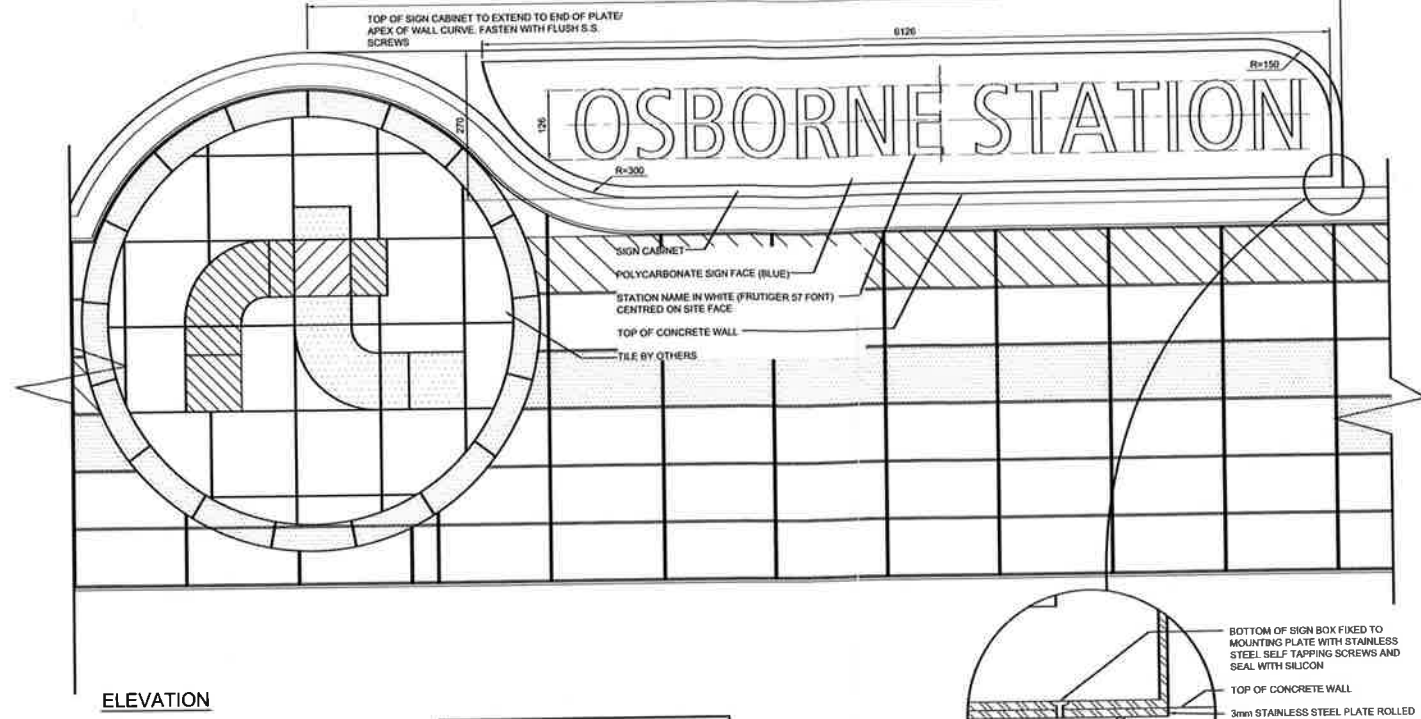 TOP OF SIGN CABINET TO EXTEND TO END OF PLATE/
APEX OF WALL CURVE. FASTEN WITH FLUSH S.S.
SCREWS
6126
R=150
270
126
OSBORNE STATION
R=300
SIGN CABINET
POLYCARBONATE SIGN FACE (BLUE)
STATION NAME IN WHITE (FRUTIGER 57 FONT)
CENTRED ON SITE FACE
TOP OF CONCRETE WALL
TILE BY OTHERS
BOTTOM OF SIGN BOX FIXED TO
MOUNTING PLATE WITH STAINLESS
STEEL SELF TAPPING SCREWS AND
SEAL WITH SILICON
TOP OF CONCRETE WALL
3mm STAINLESS STEEL PLATE ROLLED
ELEVATION